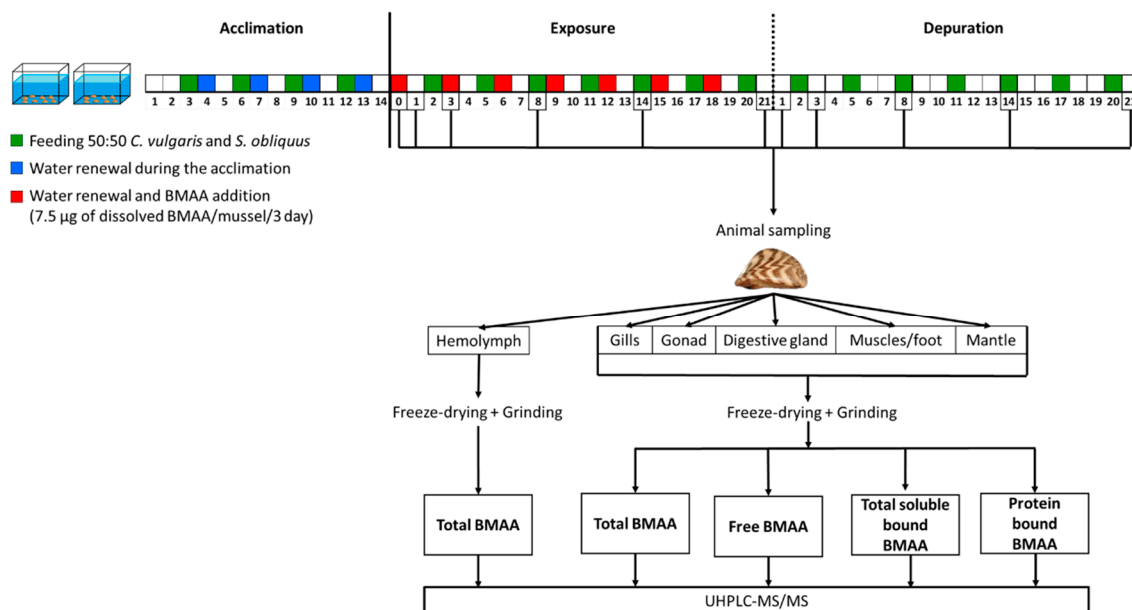 Acclimation Exposure Depuration
1 2 3 4 5 6 7 8 9 10 11 12 13 14 0 1 2 3 4 5 6 7 8 9 10 11 12 13 14 15 16 17 18 19 20 21 1 2 3 4 5 6 7 8 9 10 11 12 13 14 15 16 17 18 19 20 21
Feeding 50:50 C. vulgaris and S. obliquus
Water renewal during the acclimation
Water renewal and BMAA addition
(7.5 µg of dissolved BMAA/mussel/3 day)
Animal sampling
Hemolymph
Gills Gonad Digestive gland Muscles/foot Mantle
Freeze-drying + Grinding
Freeze-drying + Grinding
Total BMAA
Total BMAA
Free BMAA
Total soluble
bound
BMAA
Protein
bound
BMAA
UHPLC-MS/MS